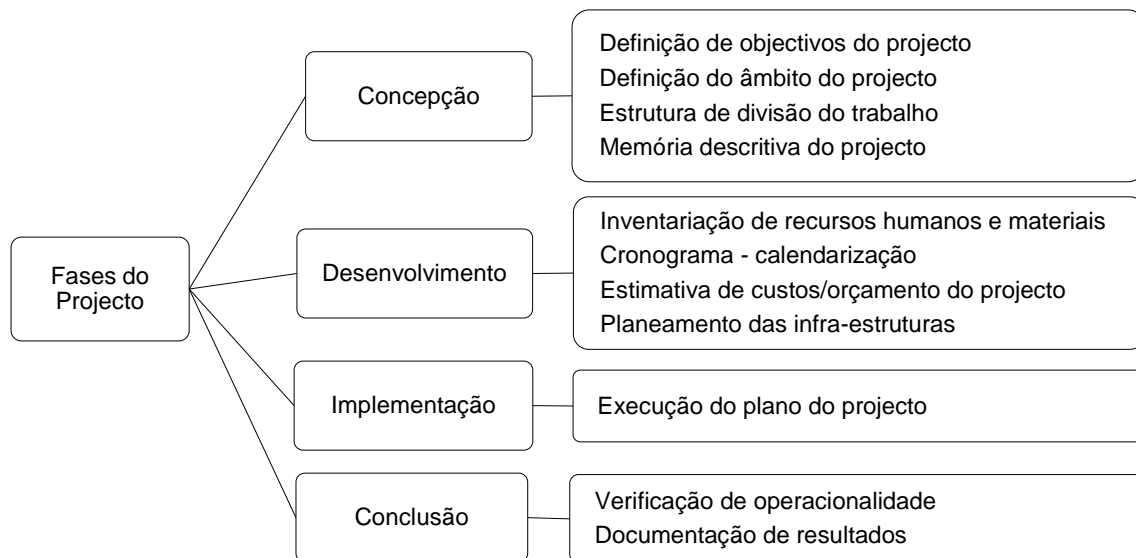 Fases do
Projecto
Concepção
Definição de objectivos do projecto
Definição do âmbito do projecto
Estrutura de divisão do trabalho
Memória descritiva do projecto
Desenvolvimento
Inventariação de recursos humanos e materiais
Cronograma - calendarização
Estimativa de custos/orçamento do projecto
Planeamento das infra-estruturas
Implementação
Execução do plano do projecto
Conclusão
Verificação de operacionalidade
Documentação de resultados